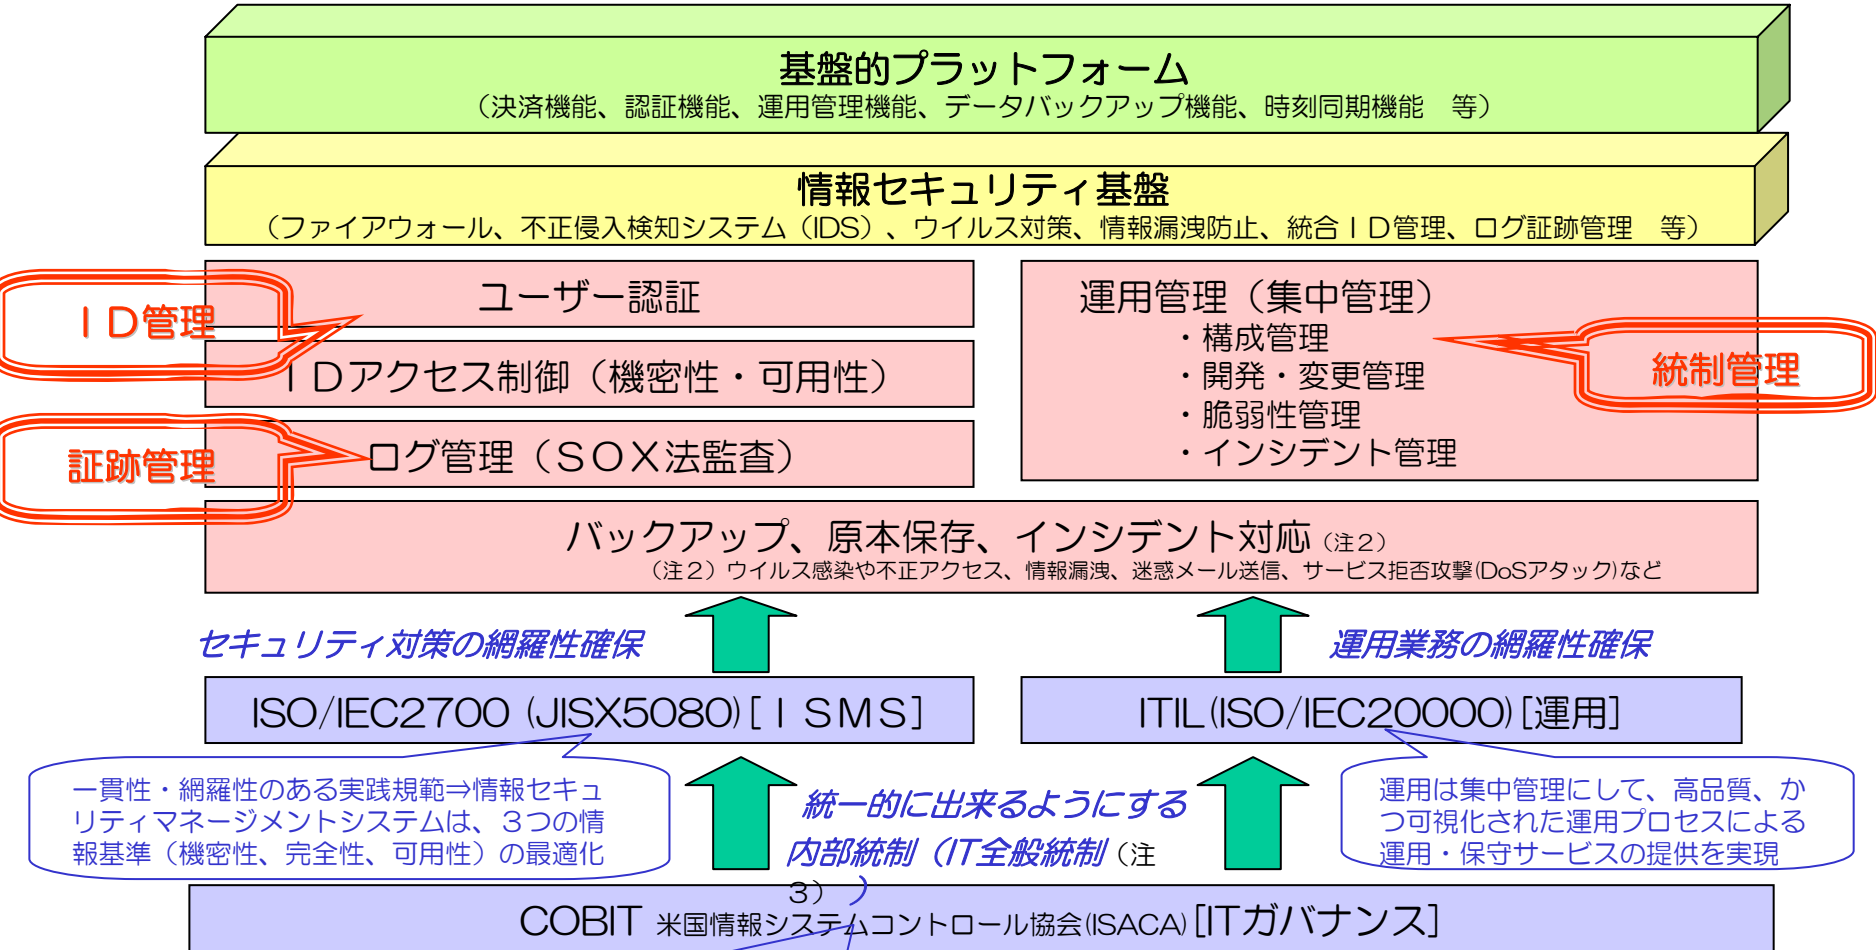 基盤的プラットフォーム
（決済機能、認証機能、運用管理機能、データバックアップ機能、時刻同期機能　等）
情報セキュリティ基盤
（ファイアウォール、不正侵入検知システム（IDS）、ウイルス対策、情報漏洩防止、統合ＩＤ管理、ログ証跡管理　等）
ＩＤ管理
ユーザー認証
ＩＤアクセス制御（機密性・可用性）
証跡管理
ログ管理（ＳＯＸ法監査）
運用管理（集中管理）
・構成管理
・開発・変更管理
・脆弱性管理
・インシデント管理
統制管理
バックアップ、原本保存、インシデント対応（注２）
（注２）ウイルス感染や不正アクセス、情報漏洩、迷惑メール送信、サービス拒否攻撃(DoSアタック)など
セキュリティ対策の網羅性確保
運用業務の網羅性確保
ISO/IEC2700 (JISX5080)[ＩＳＭＳ]
ITIL(ISO/IEC20000)[運用]
一貫性・網羅性のある実践規範⇒情報セキュ
リティマネージメントシステムは、３つの情
報基準（機密性、完全性、可用性）の最適化
統一的に出来るようにする
内部統制（IT全般統制（注
３）)
運用は集中管理にして、高品質、か
つ可視化された運用プロセスによる
運用・保守サービスの提供を実現
COBIT 米国情報システムコントロール協会(ISACA)[ITガバナンス]